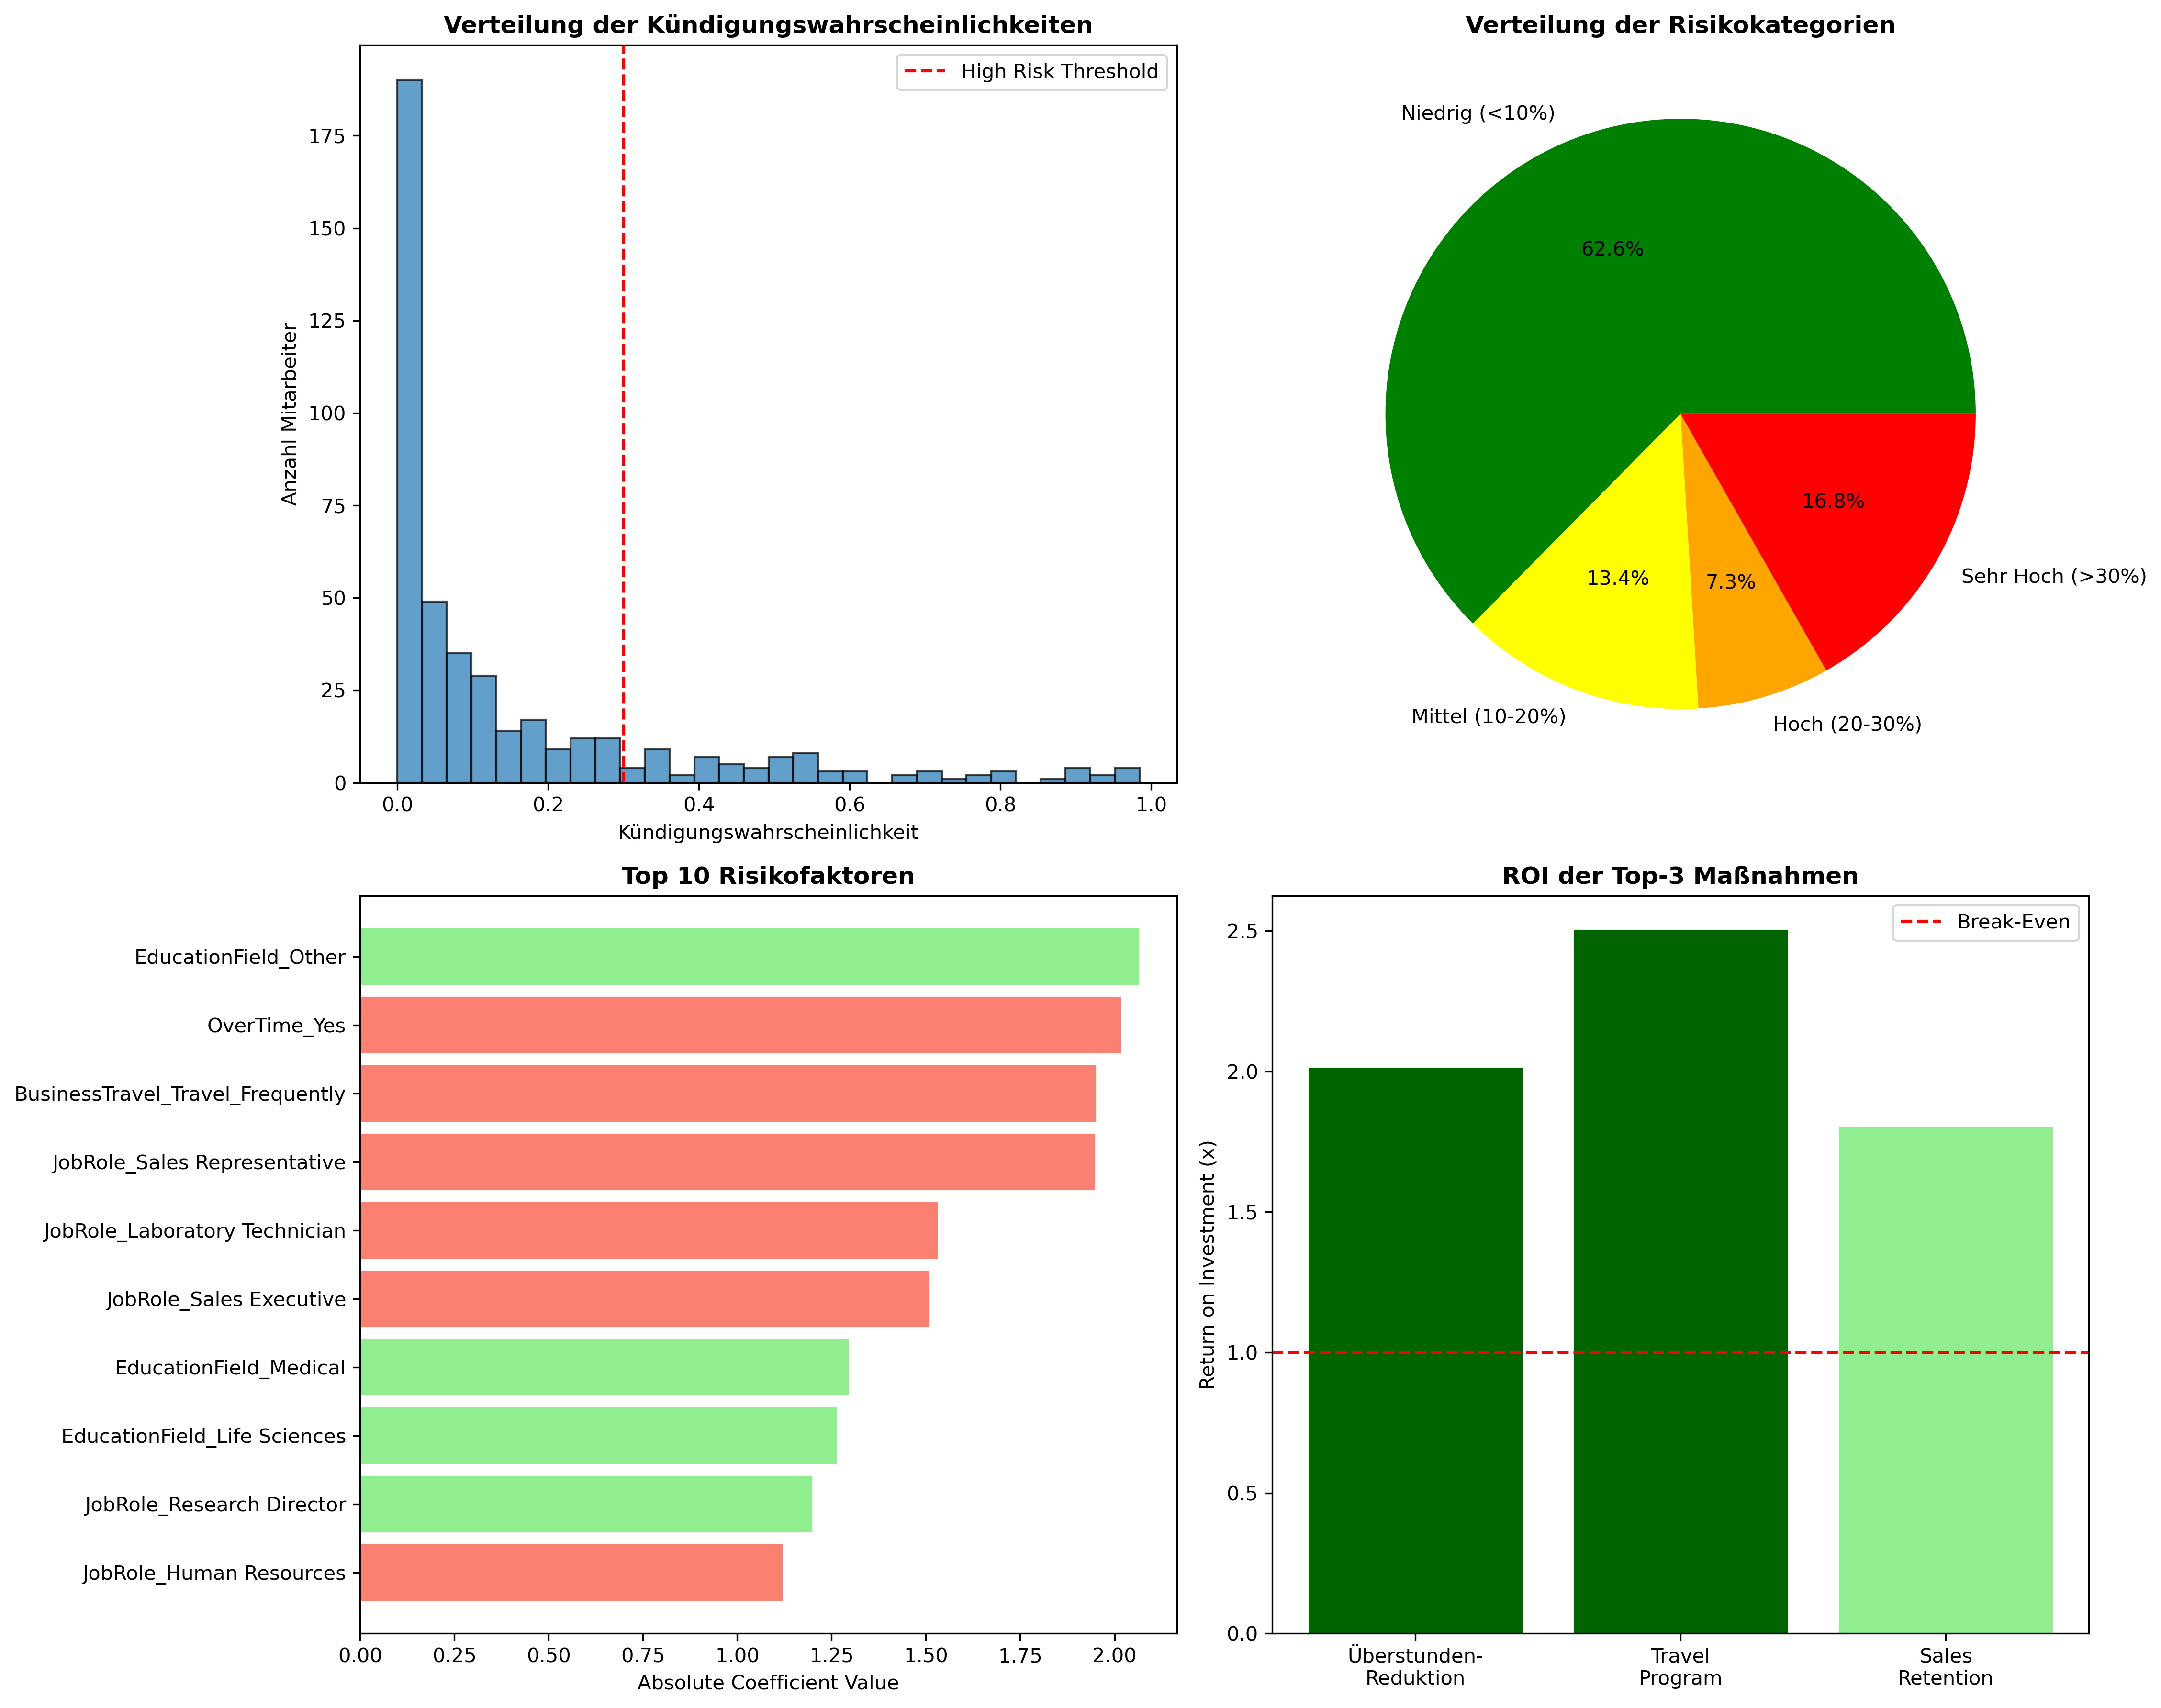 Verteilung der Kündigungswahrscheinlichkeiten
High Risk Threshold
Anzahl Mitarbeiter
175
150
125
100
75
50
25
0
0.0
0.2
0.4
0.6
0.8
1.0
Kündigungswahrscheinlichkeit
Verteilung der Risikokategorien
Niedrig (<10%)
62.6%
16.8%
13.4%
7.3%
Sehr Hoch (>30%)
Mittel (10-20%)
Hoch (20-30%)
Top 10 Risikofaktoren
EducationField_Other
OverTime_Yes
BusinessTravel_Travel_Frequently
JobRole_Sales Representative
JobRole_Laboratory Technician
JobRole_Sales Executive
EducationField_Medical
EducationField_Life Sciences
JobRole_Research Director
JobRole_Human Resources
0.00
0.25
0.50
0.75
1.00
1.25
1.50
1.75
2.00
Absolute Coefficient Value
ROI der Top-3 Maßnahmen
Break-Even
Return on Investment (x)
2.5
2.0
1.5
1.0
0.5
0.0
Überstunden-
Reduktion
Travel
Program
Sales
Retention